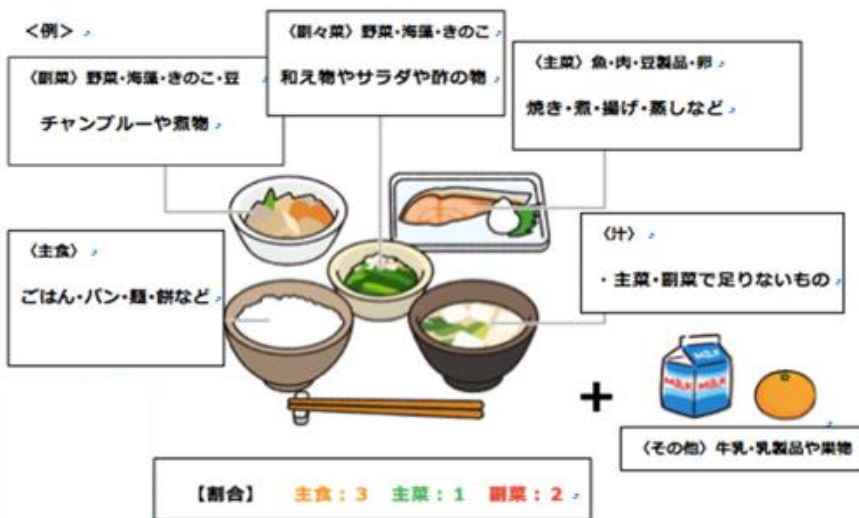 <例>
〈副菜〉野菜・海藻・きのこ・豆
チャンプルーや煮物
〈副々菜〉野菜・海藻・きのこ
和え物やサラダや酢の物
〈主菜〉魚・肉・豆製品・卵
焼き・煮・揚げ・蒸しなど
〈主食〉
ごはん・パン・麺・餅など
〈汁〉
・主菜・副菜で足りないもの
MILK
MILK MILK
+
〈その他〉牛乳・乳製品や果物
【割合】 主食：3 主菜：1 副菜：2